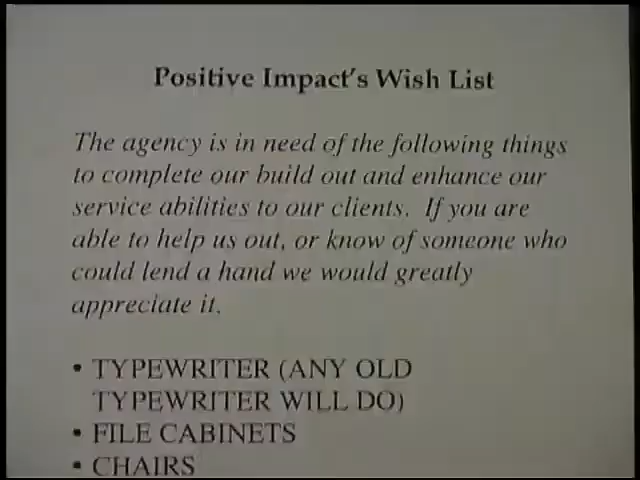 Positive Impact's Wish List
The agency is in need of the following things
to complete our build out and enhance our
service abilities to our clients. If you are
able to help us out, or know of someone who
could lend a hand we would greatly
appreciate it.
• TYPEWRITER (ANY OLD
TYPEWRITER WILL DO)
• FILE CABINETS
• CHAIRS